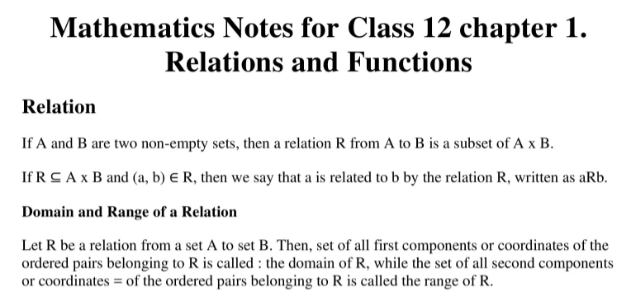 Mathematics Notes for Class 12 chapter 1.
Relations and Functions
Relation
If A and B are two non-empty sets, then a relation R from A to B is a subset of A x B.
If R ⊆ A x B and (a, b) ∈ R, then we say that a is related to b by the relation R, written as aRb.
Domain and Range of a Relation
Let R be a relation from a set A to set B. Then, set of all first components or coordinates of the
ordered pairs belonging to R is called : the domain of R, while the set of all second components
or coordinates = of the ordered pairs belonging to R is called the range of R.